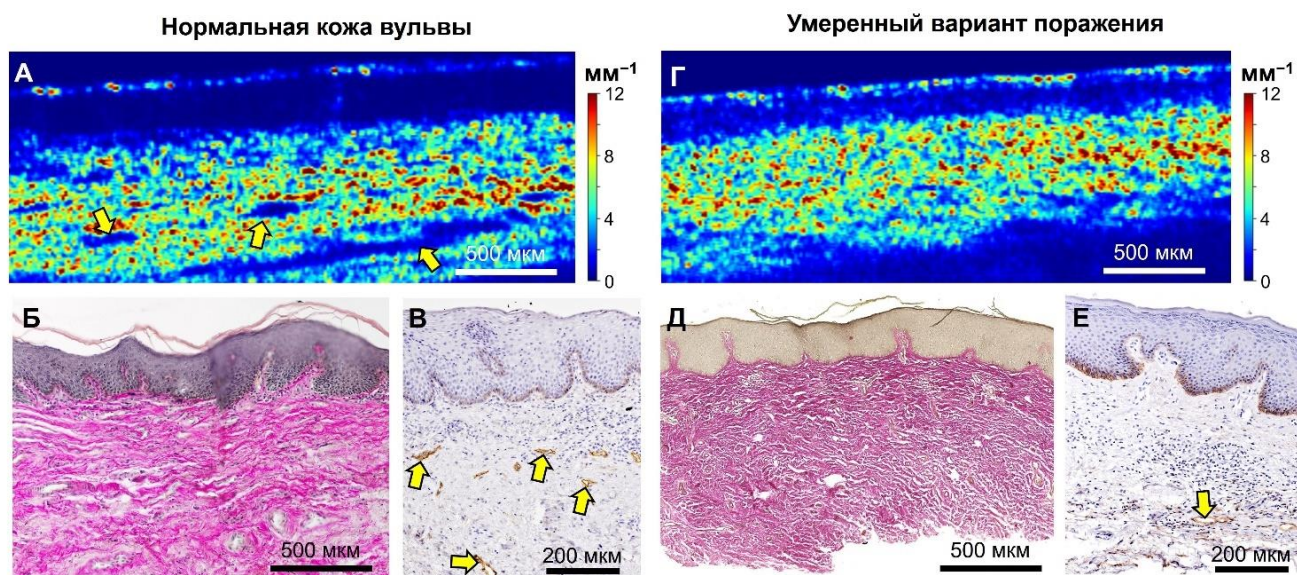 Нормальная кожа вульвы
Умеренный вариант поражения
А
мм⁻¹
12
8
4
0
500 мкм
Г
мм⁻¹
12
8
4
0
500 мкм
Б
500 мкм
В
200 мкм
Д
500 мкм
Е
200 мкм